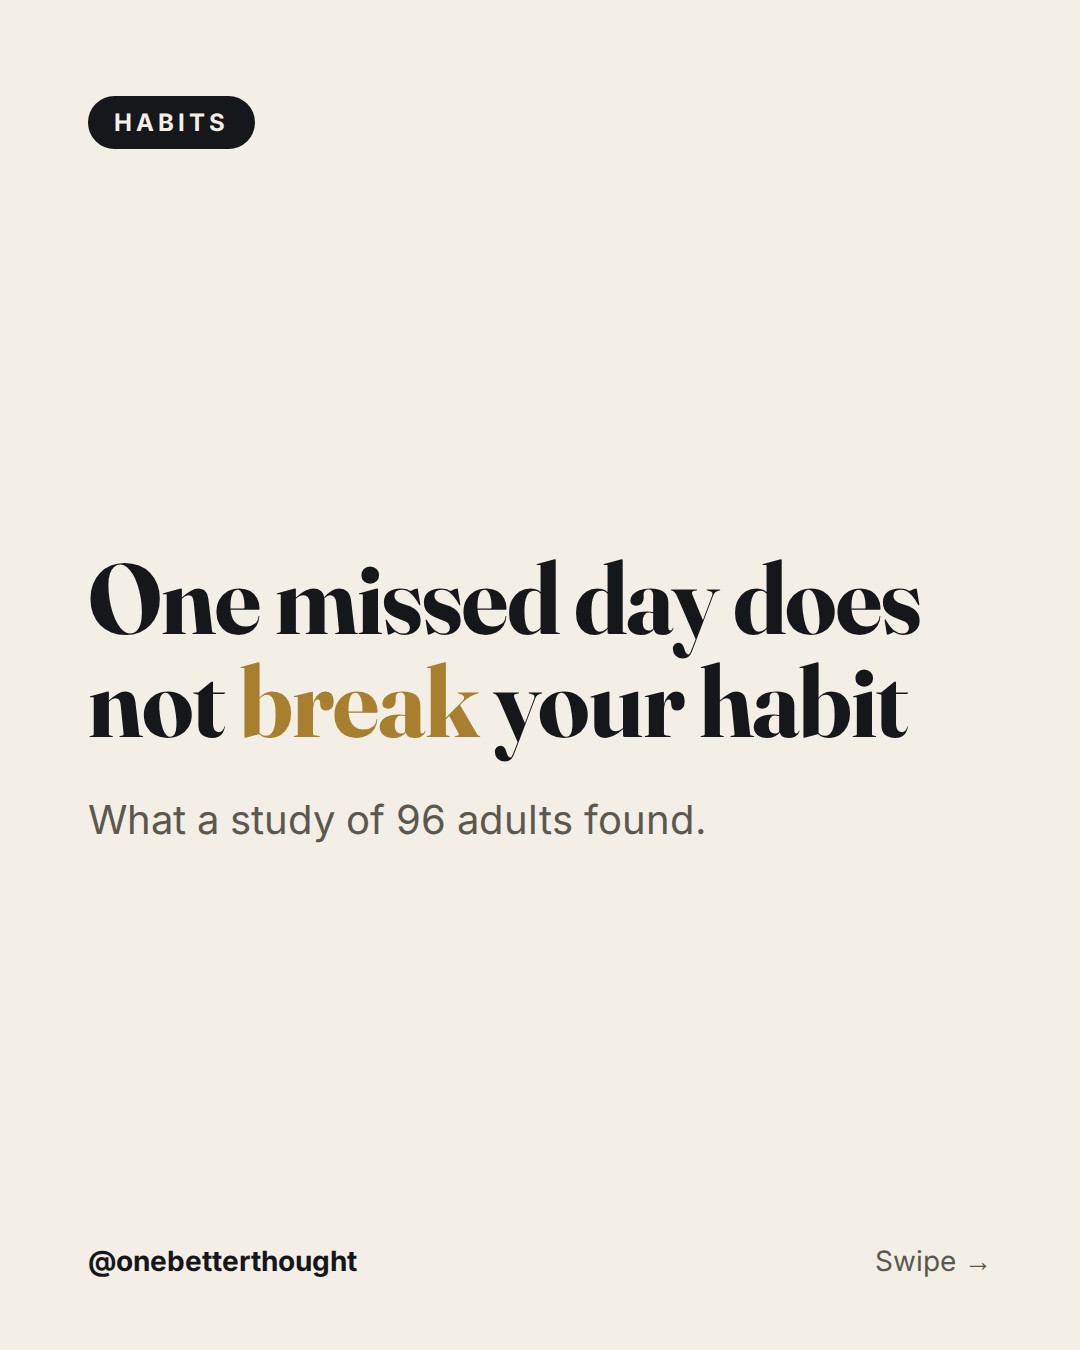 HABITS
One missed day does
not break your habit
What a study of 96 adults found.
@onebetterthought
Swipe →